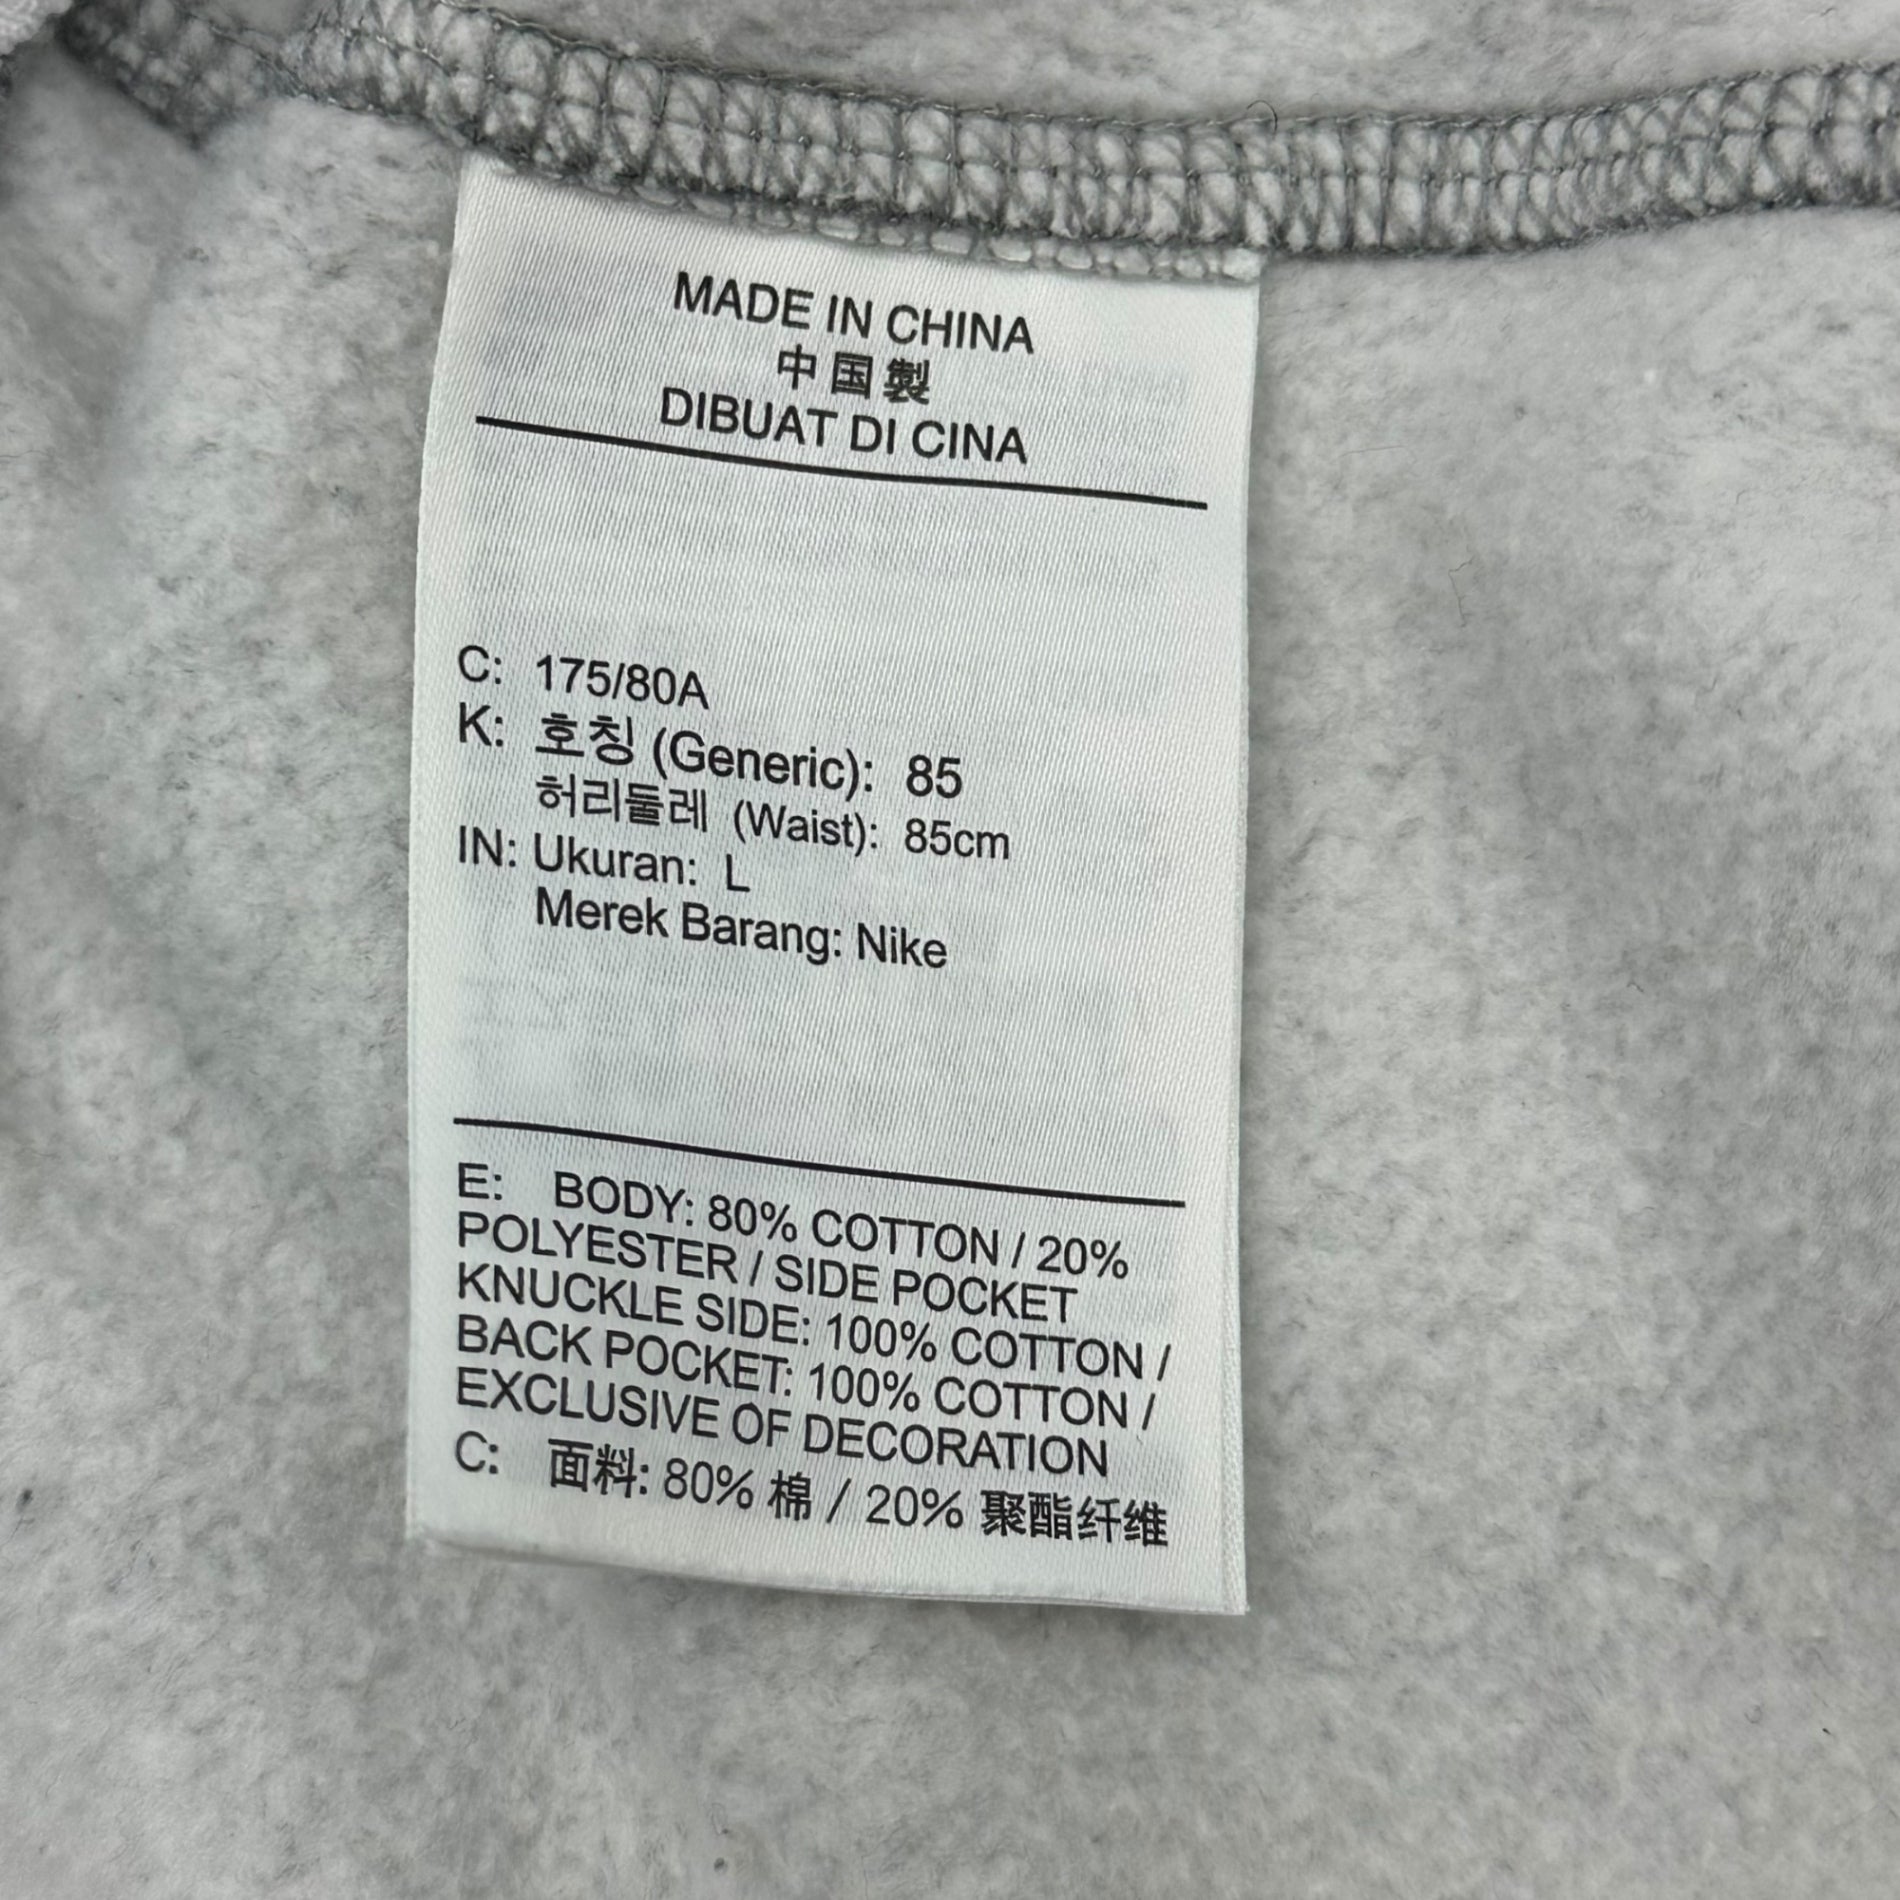 MADE IN CHINA
中国製
DIBUAT DI CINA
C: 175/80A
K: 호칭 (Generic): 85
허리둘레 (Waist): 85cm
IN: Ukuran: L
Merek Barang: Nike
E: BODY: 80% COTTON / 20%
POLYESTER / SIDE POCKET
KNUCKLE SIDE: 100% COTTON /
BACK POCKET: 100% COTTON /
EXCLUSIVE OF DECORATION
C: 面料: 80% 棉 / 20% 聚酯纤维